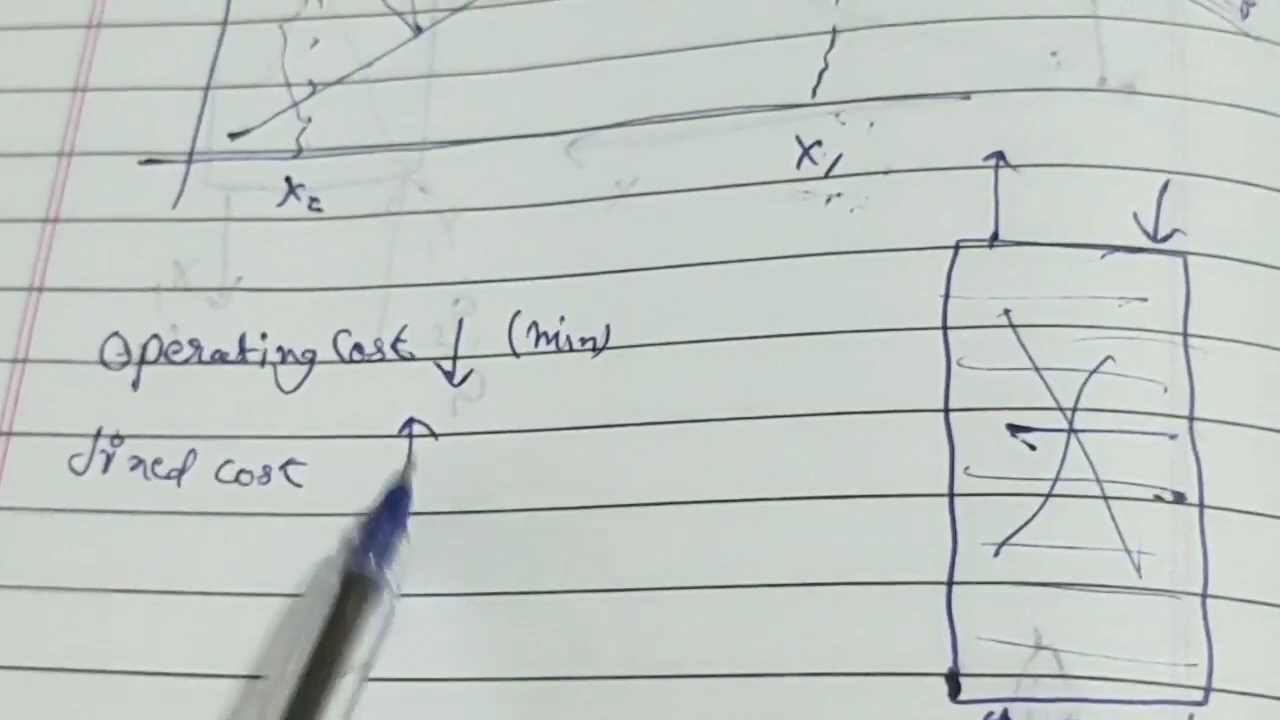 X2
X1
Operating Cost ↓ (min)
fixed cost ↑